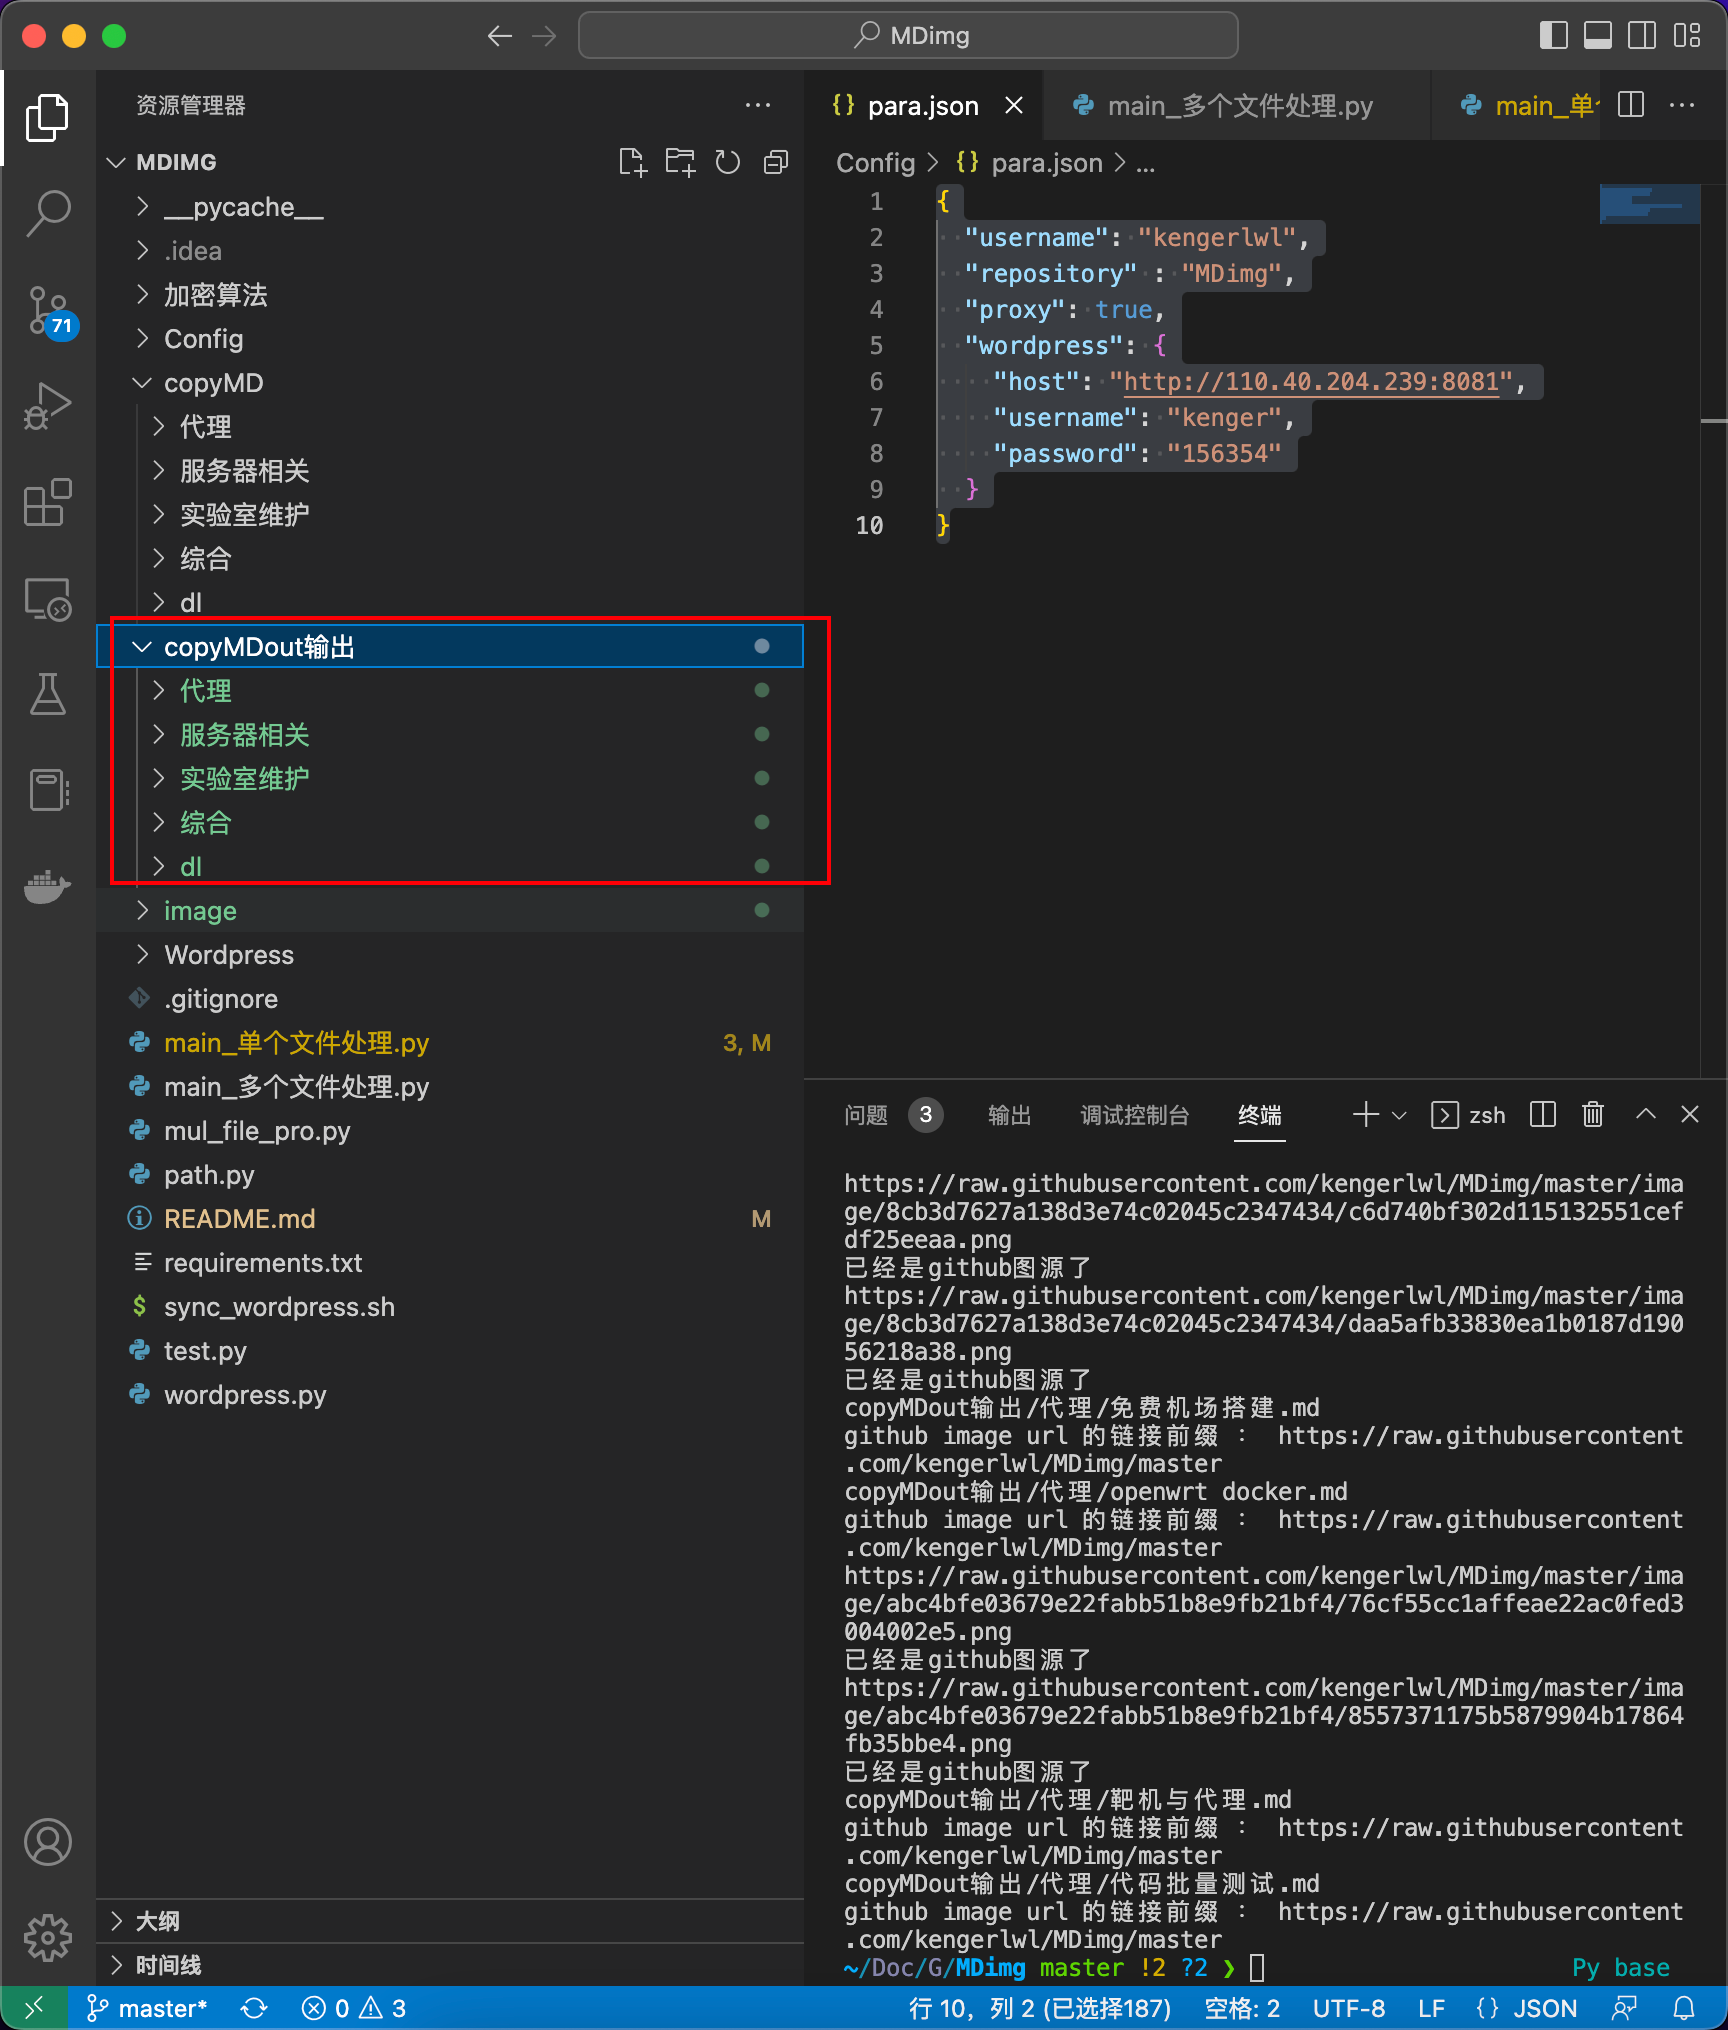 MDimg
资源管理器
MDIMG
__pycache__
.idea
加密算法
Config
copyMD
代理
服务器相关
实验室维护
综合
dl
copyMDout输出
代理
服务器相关
实验室维护
综合
dl
image
Wordpress
.gitignore
main_单个文件处理.py 3, M
main_多个文件处理.py
mul_file_pro.py
path.py
README.md M
requirements.txt
sync_wordpress.sh
test.py
wordpress.py
大纲
时间线
71
{} para.json main_多个文件处理.py main_单个
Config > {} para.json > ...
1 {
2 "username": "kengerlwl",
3 "repository" : "MDimg",
4 "proxy": true,
5 "wordpress": {
6 "host": "http://110.40.204.239:8081",
7 "username": "kenger",
8 "password": "156354"
9 }
10 }
问题 3 输出 调试控制台 终端 zsh
https://raw.githubusercontent.com/kengerlwl/MDimg/master/ima
ge/8cb3d7627a138d3e74c02045c2347434/c6d740bf302d115132551cef
df25eeaa.png
已经是github图源了
https://raw.githubusercontent.com/kengerlwl/MDimg/master/ima
ge/8cb3d7627a138d3e74c02045c2347434/daa5afb33830ea1b0187d190
56218a38.png
已经是github图源了
copyMDout输出/代理/免费机场搭建.md
github image url 的链接前缀 : https://raw.githubusercontent
.com/kengerlwl/MDimg/master
copyMDout输出/代理/openwrt docker.md
github image url 的链接前缀 : https://raw.githubusercontent
.com/kengerlwl/MDimg/master
https://raw.githubusercontent.com/kengerlwl/MDimg/master/ima
ge/abc4bfe03679e22fabb51b8e9fb21bf4/76cf55cc1affeae22ac0fed3
004002e5.png
已经是github图源了
https://raw.githubusercontent.com/kengerlwl/MDimg/master/ima
ge/abc4bfe03679e22fabb51b8e9fb21bf4/8557371175b5879904b17864
fb35bbe4.png
已经是github图源了
copyMDout输出/代理/靶机与代理.md
github image url 的链接前缀 : https://raw.githubusercontent
.com/kengerlwl/MDimg/master
copyMDout输出/代理/代码批量测试.md
github image url 的链接前缀 : https://raw.githubusercontent
.com/kengerlwl/MDimg/master
~/Doc/G/MDimg master !2 ?2 ❯ Py base
master* 0 3 行 10，列 2 (已选择187) 空格: 2 UTF-8 LF {} JSON